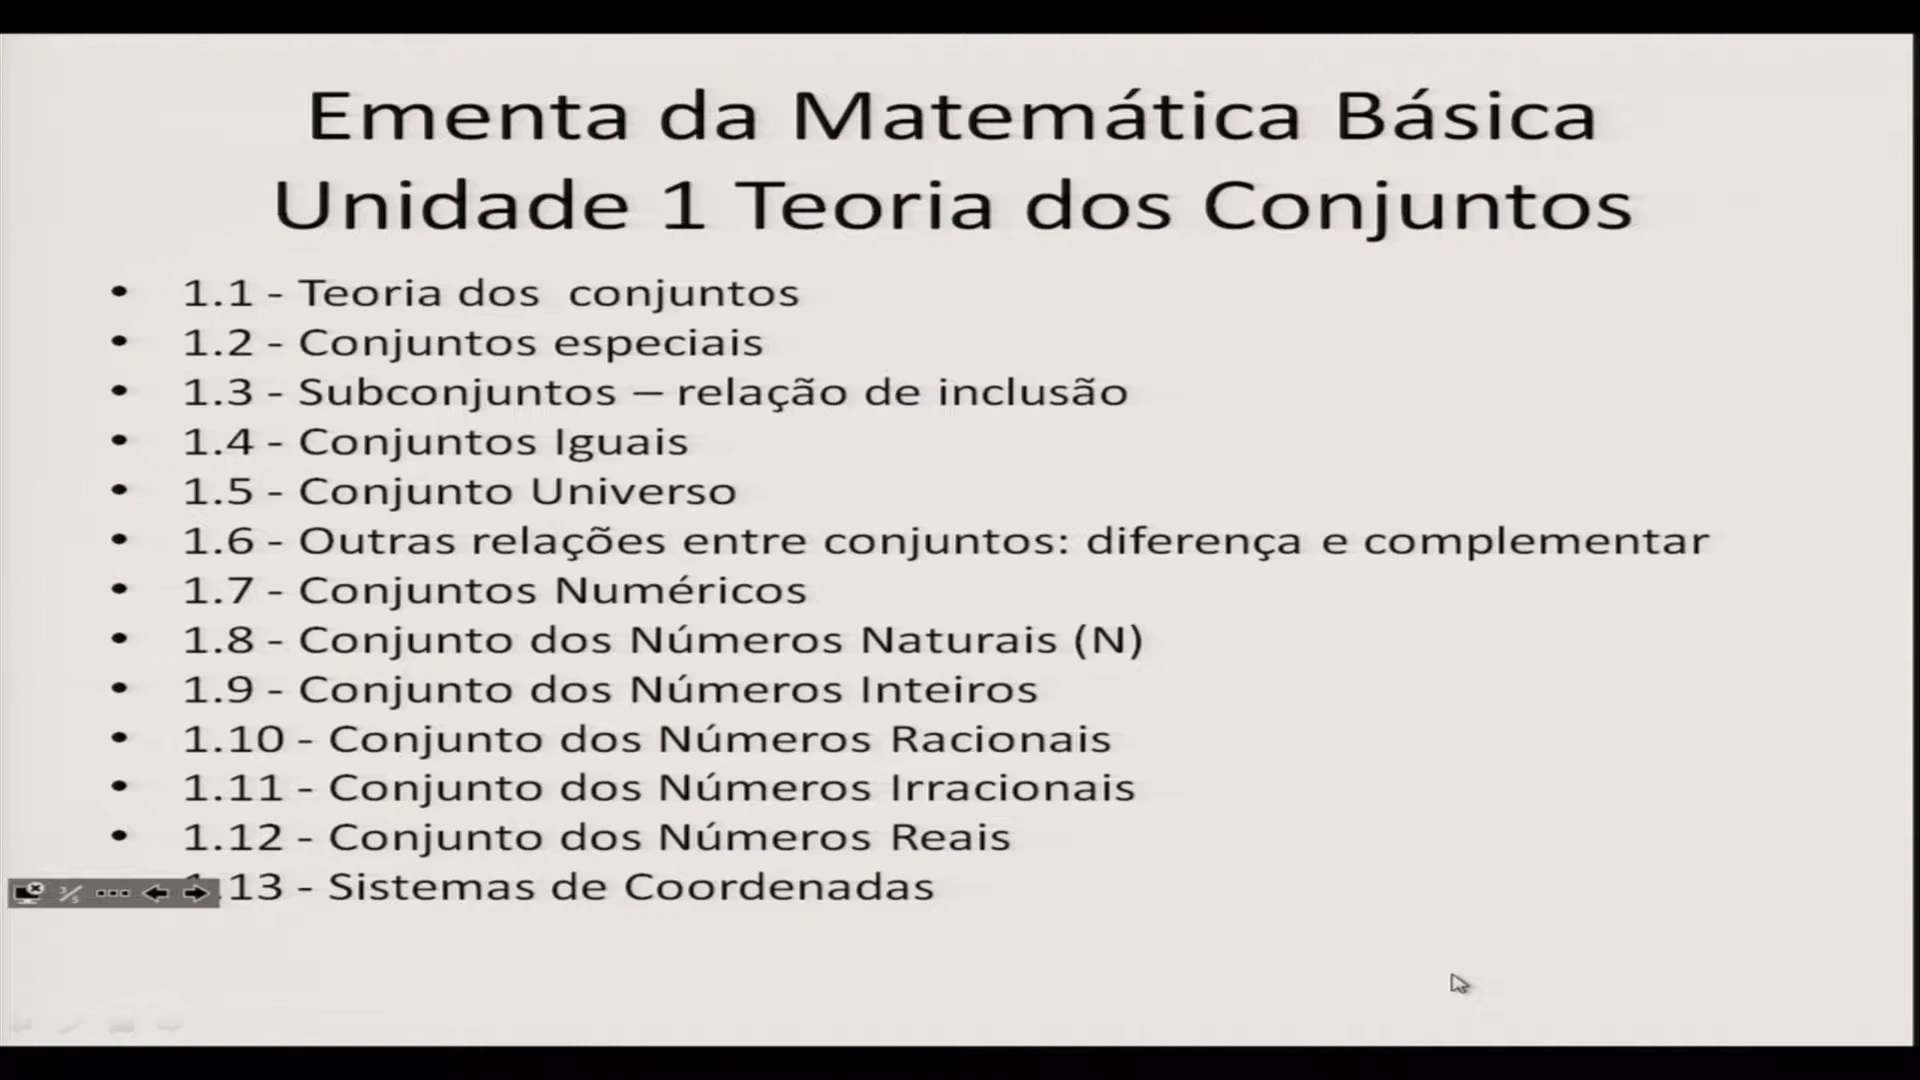 Ementa da Matemática Básica
Unidade 1 Teoria dos Conjuntos
• 1.1 - Teoria dos conjuntos
• 1.2 - Conjuntos especiais
• 1.3 - Subconjuntos – relação de inclusão
• 1.4 - Conjuntos Iguais
• 1.5 - Conjunto Universo
• 1.6 - Outras relações entre conjuntos: diferença e complementar
• 1.7 - Conjuntos Numéricos
• 1.8 - Conjunto dos Números Naturais (N)
• 1.9 - Conjunto dos Números Inteiros
• 1.10 - Conjunto dos Números Racionais
• 1.11 - Conjunto dos Números Irracionais
• 1.12 - Conjunto dos Números Reais
1.13 - Sistemas de Coordenadas